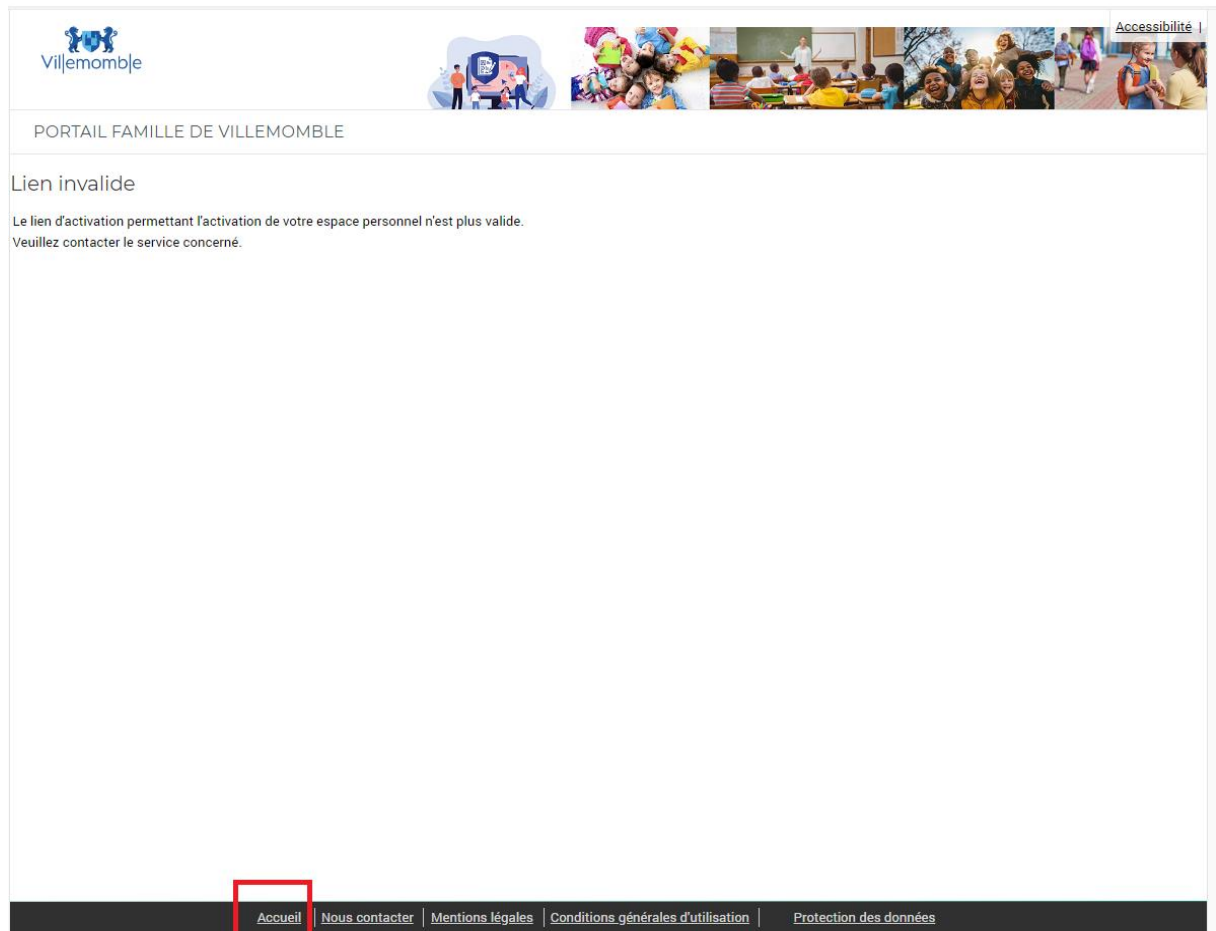 Accessibilité |
Villemomble
PORTAIL FAMILLE DE VILLEMOMBLE
Lien invalide
Le lien d'activation permettant l'activation de votre espace personnel n'est plus valide.
Veuillez contacter le service concerné.
Accueil | Nous contacter | Mentions légales | Conditions générales d'utilisation | Protection des données